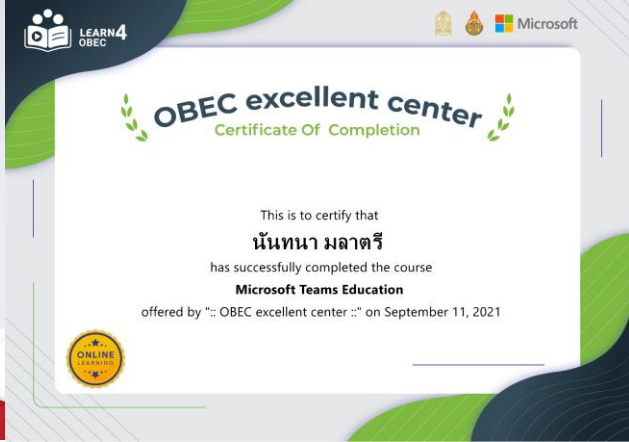 LEARN4
OBEC
Microsoft
OBEC excellent center
Certificate Of Completion
This is to certify that
นันทนา มลาตรี
has successfully completed the course
Microsoft Teams Education
offered by ":: OBEC excellent center ::" on September 11, 2021
ONLINE
LEARNING